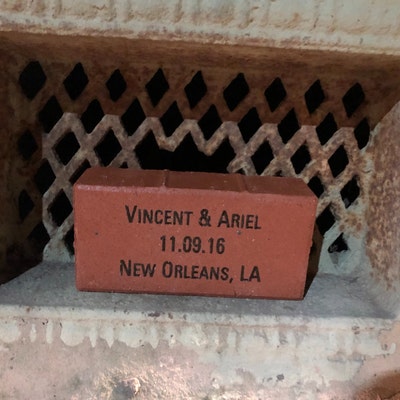 Vincent & Ariel
11.09.16
New Orleans, LA